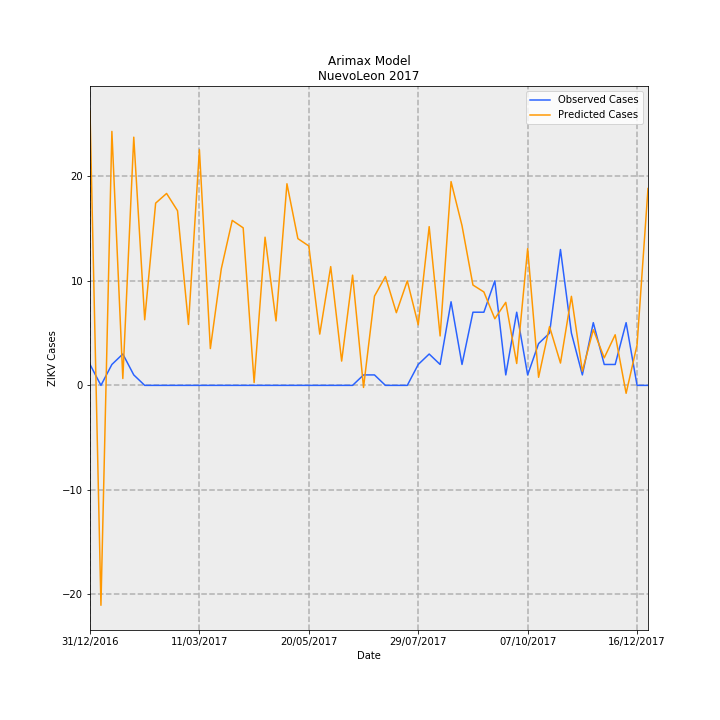 Arimax Model
NuevoLeon 2017
Observed Cases
Predicted Cases
ZIKV Cases
20
10
0
−10
−20
31/12/2016
11/03/2017
20/05/2017
29/07/2017
07/10/2017
16/12/2017
Date